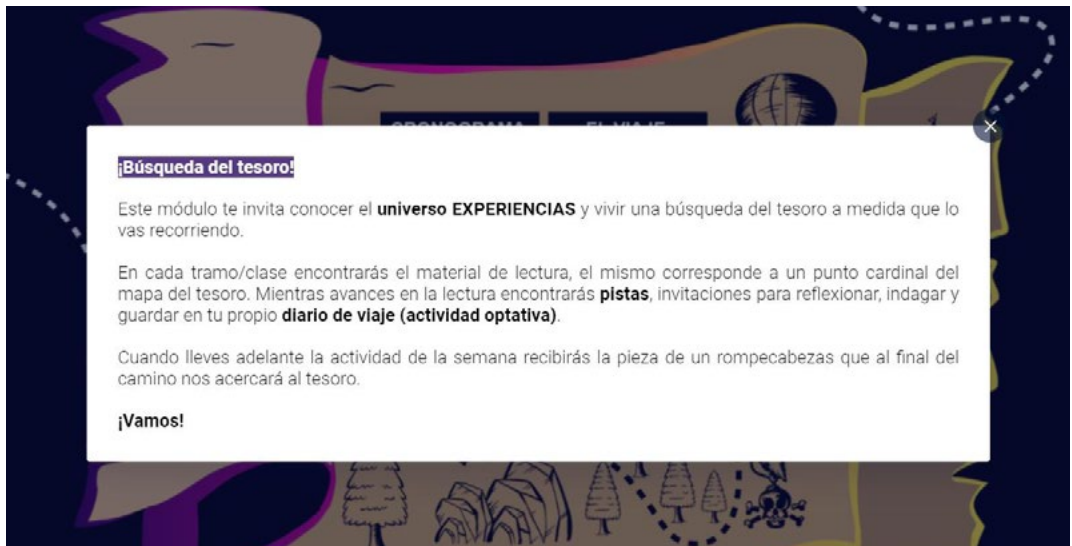 CRONOGRAMA
EL VIAJE
¡Búsqueda del tesoro!
Este módulo te invita conocer el universo EXPERIENCIAS y vivir una búsqueda del tesoro a medida que lo
vas recorriendo.
En cada tramo/clase encontrarás el material de lectura, el mismo corresponde a un punto cardinal del
mapa del tesoro. Mientras avances en la lectura encontrarás pistas, invitaciones para reflexionar, indagar y
guardar en tu propio diario de viaje (actividad optativa).
Cuando lleves adelante la actividad de la semana recibirás la pieza de un rompecabezas que al final del
camino nos acercará al tesoro.
¡Vamos!